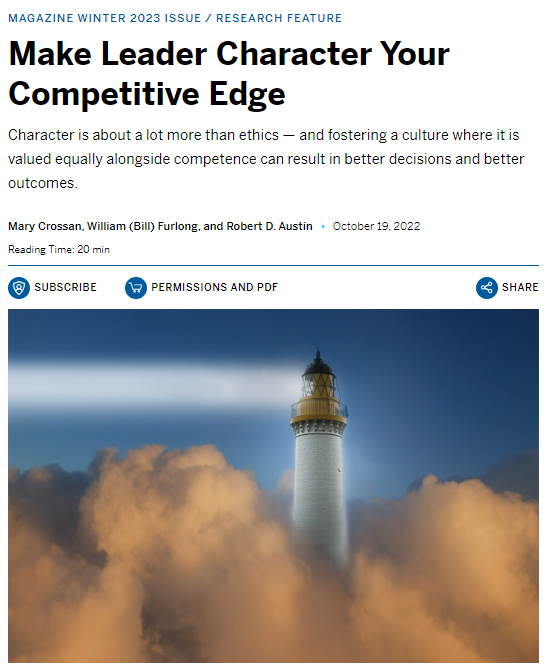 MAGAZINE WINTER 2023 ISSUE / RESEARCH FEATURE
Make Leader Character Your
Competitive Edge
Character is about a lot more than ethics — and fostering a culture where it is
valued equally alongside competence can result in better decisions and better
outcomes.
Mary Crossan, William (Bill) Furlong, and Robert D. Austin • October 19, 2022
Reading Time: 20 min
SUBSCRIBE PERMISSIONS AND PDF SHARE